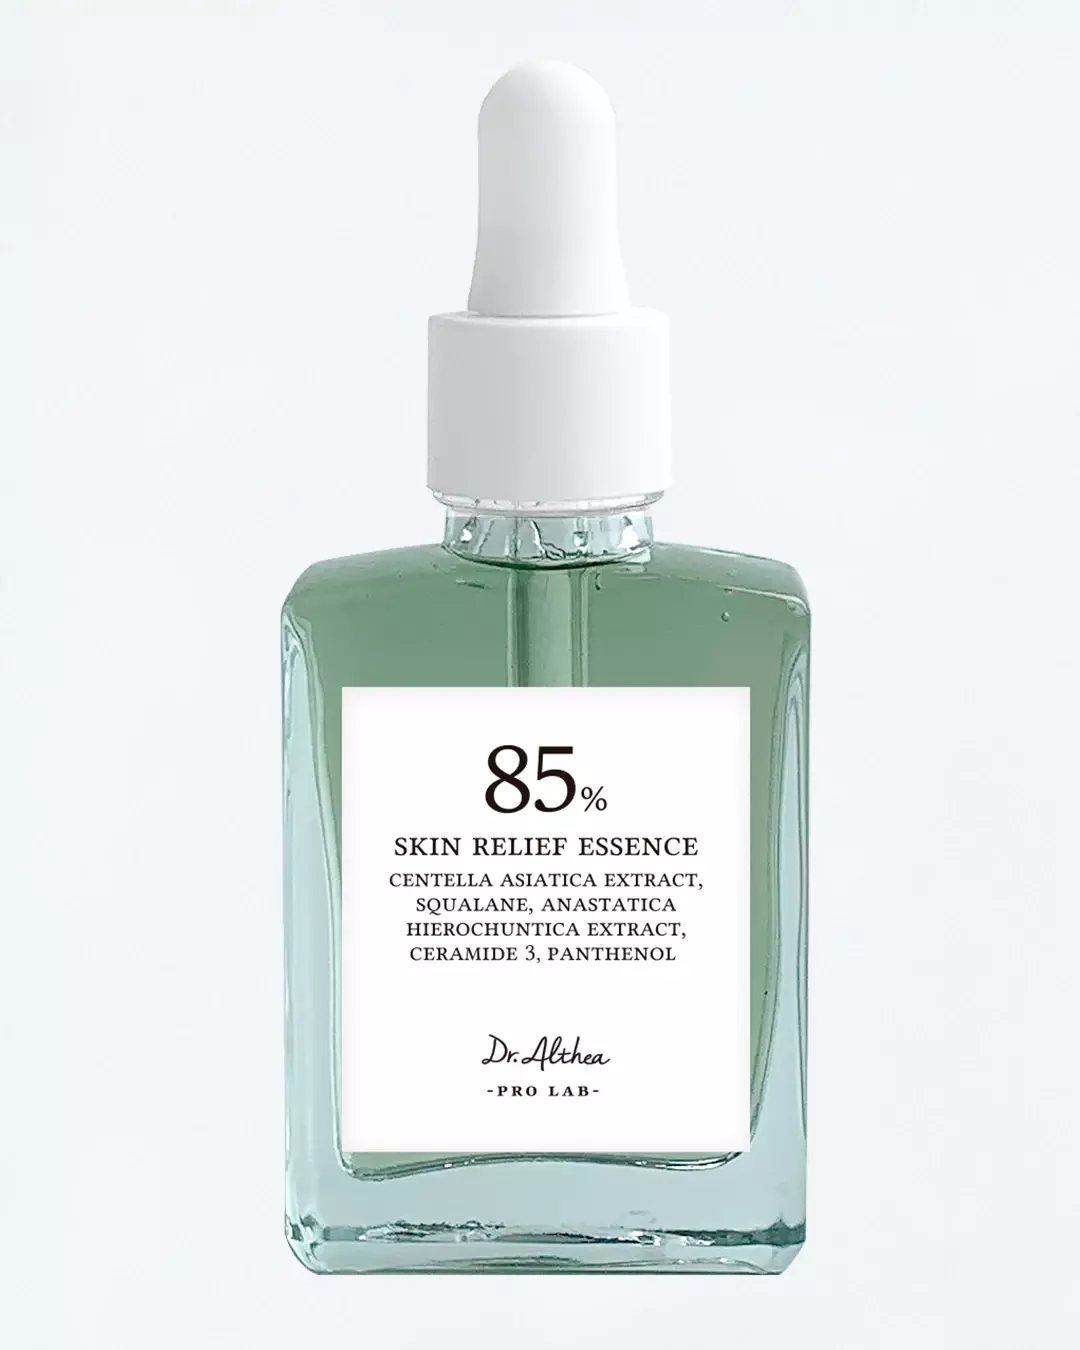 85%
SKIN RELIEF ESSENCE
CENTELLA ASIATICA EXTRACT,
SQUALANE, ANASTATICA
HIEROCHUNTICA EXTRACT,
CERAMIDE 3, PANTHENOL
Dr. Althea
-PRO LAB-